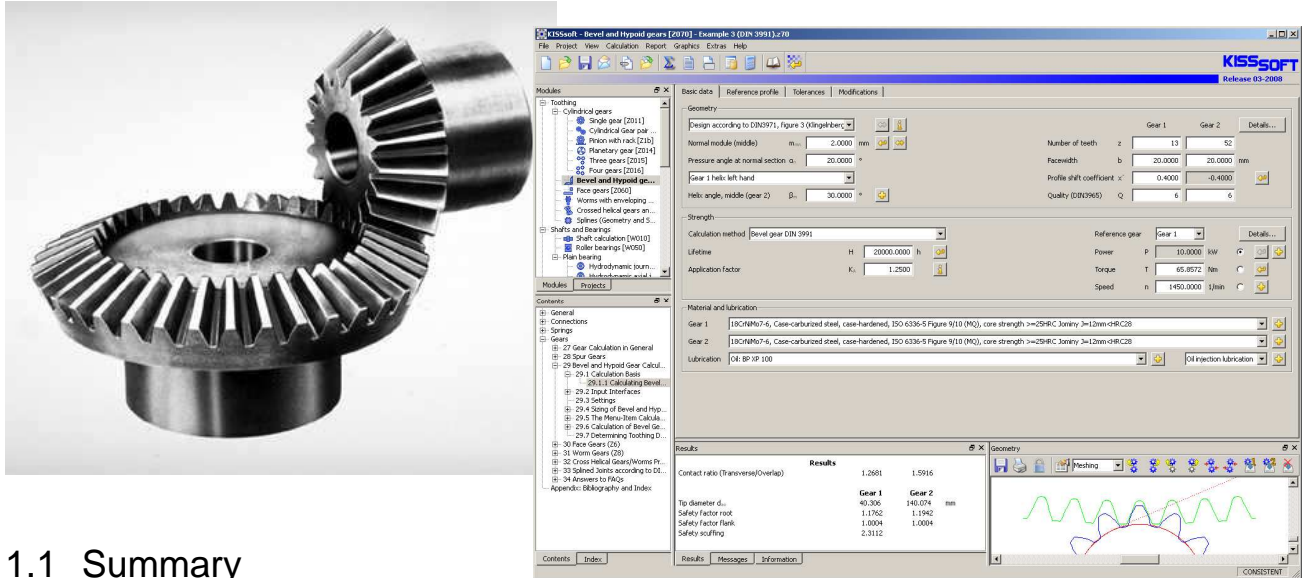 KISSsoft - Bevel and Hypoid gears [Z070] - Example 3 (DIN 3991).z70
File Project View Calculation Report Graphics Extras Help
KISSsoft
Release 03-2008
Modules
Toothing
Cylindrical gears
Single gear [Z011]
Cylindrical Gear pair ...
Pinion with rack [Z1b]
Planetary gear [Z014]
Three gears [Z015]
Four gears [Z016]
Bevel and Hypoid ge...
Face gears [Z060]
Worms with enveloping ...
Crossed helical gears an...
Splines (Geometry and S...
Shafts and Bearings
Shaft calculation [W010]
Roller bearings [W050]
Plain bearing
Hydrodynamic journ...
Hydrodynamic axial j...
Modules Projects
Contents
General
Connections
Springs
Gears
27 Gear Calculation in General
28 Spur Gears
29 Bevel and Hypoid Gear Calcul...
29.1 Calculation Basis
29.1.1 Calculating Bevel...
29.2 Input Interfaces
29.3 Settings
29.4 Sizing of Bevel and Hyp...
29.5 The Menu-Item Calcula...
29.6 Calculation of Bevel Ge...
29.7 Determining Toothing D...
30 Face Gears (Z6)
31 Worm Gears (Z8)
32 Cross Helical Gears/Worms Pr...
33 Splined Joints according to DI...
34 Answers to FAQs
Appendix: Bibliography and Index
Contents Index
Basic data Reference profile Tolerances Modifications
Geometry
Design according to DIN3971, figure 3 (Klingelnberg
Gear 1 Gear 2 Details...
Normal module (middle) 2.0000 mm Number of teeth z 13 52
Pressure angle at normal section 20.0000 ° Facewidth b 20.0000 20.0000 mm
Gear 1 helix left hand Profile shift coefficient x* 0.4000 -0.4000
Helix angle, middle (gear 2) 30.0000 ° Quality (DIN3965) Q 6 6
Strength
Calculation method Bevel gear DIN 3991 Reference gear Gear 1 Details...
Lifetime H 20000.0000 h Power P 10.0000 kW
Application factor 1.2500 Torque T 65.8572 Nm
Speed n 1450.0000 1/min
Material and lubrication
Gear 1 18CrNiMo7-6, Case-carburized steel, case-hardened, ISO 6336-5 Figure 9/10 (MQ), core strength >=25HRC Jominy J=12mm<HRC28
Gear 2 18CrNiMo7-6, Case-carburized steel, case-hardened, ISO 6336-5 Figure 9/10 (MQ), core strength >=25HRC Jominy J=12mm<HRC28
Lubrication Oil: BP XP 100 Oil injection lubrication
Results
Results
Contact ratio (Transverse/Overlap) 1.2681 1.5916
Gear 1 Gear 2
Tip diameter 40.306 140.074 mm
Safety factor root 1.1762 1.1942
Safety factor flank 1.0004 1.0004
Safety scuffing 2.3112
Results Messages Information
Geometry
Meshing
CONSISTENT
1.1 Summary